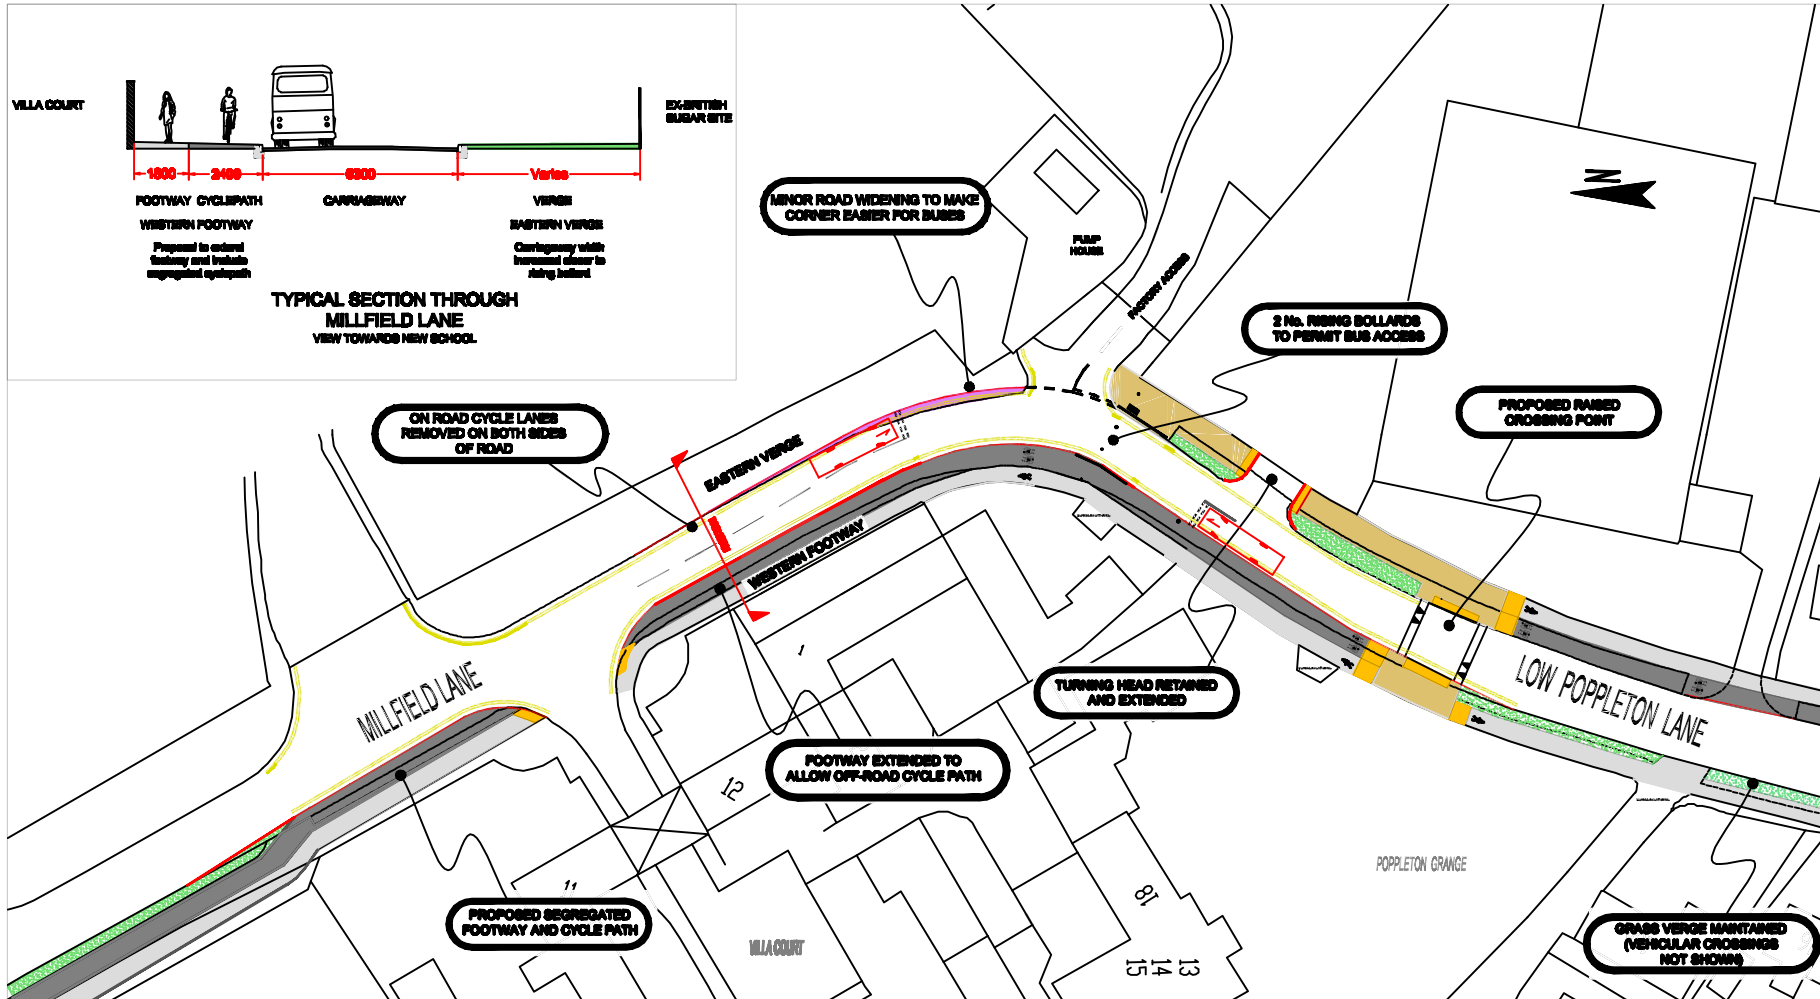 VILLA COURT
EX-BRITISH
SUGAR SITE
1800
2400
6300
Varies
FOOTWAY
CYCLEPATH
CARRIAGEWAY
VERGE
WESTERN FOOTWAY
EASTERN VERGE
Proposal to extend
footway and include
segregated cyclepath
Carriageway width
increased closer to
rising bollard
TYPICAL SECTION THROUGH
MILLFIELD LANE
VIEW TOWARDS NEW SCHOOL
MINOR ROAD WIDENING TO MAKE
CORNER EASIER FOR BUSES
PUMP
HOUSE
FACTORY ACCESS
N
2 No. RISING BOLLARDS
TO PERMIT BUS ACCESS
PROPOSED RAISED
CROSSING POINT
ON ROAD CYCLE LANES
REMOVED ON BOTH SIDES
OF ROAD
EASTERN VERGE
WESTERN FOOTWAY
MILLFIELD LANE
LOW POPPLETON LANE
TURNING HEAD RETAINED
AND EXTENDED
FOOTWAY EXTENDED TO
ALLOW OFF-ROAD CYCLE PATH
PROPOSED SEGREGATED
FOOTWAY AND CYCLE PATH
GRASS VERGE MAINTAINED
(VEHICULAR CROSSINGS
NOT SHOWN)
POPPLETON GRANGE
VILLA COURT
1
12
11
18
15
14
13